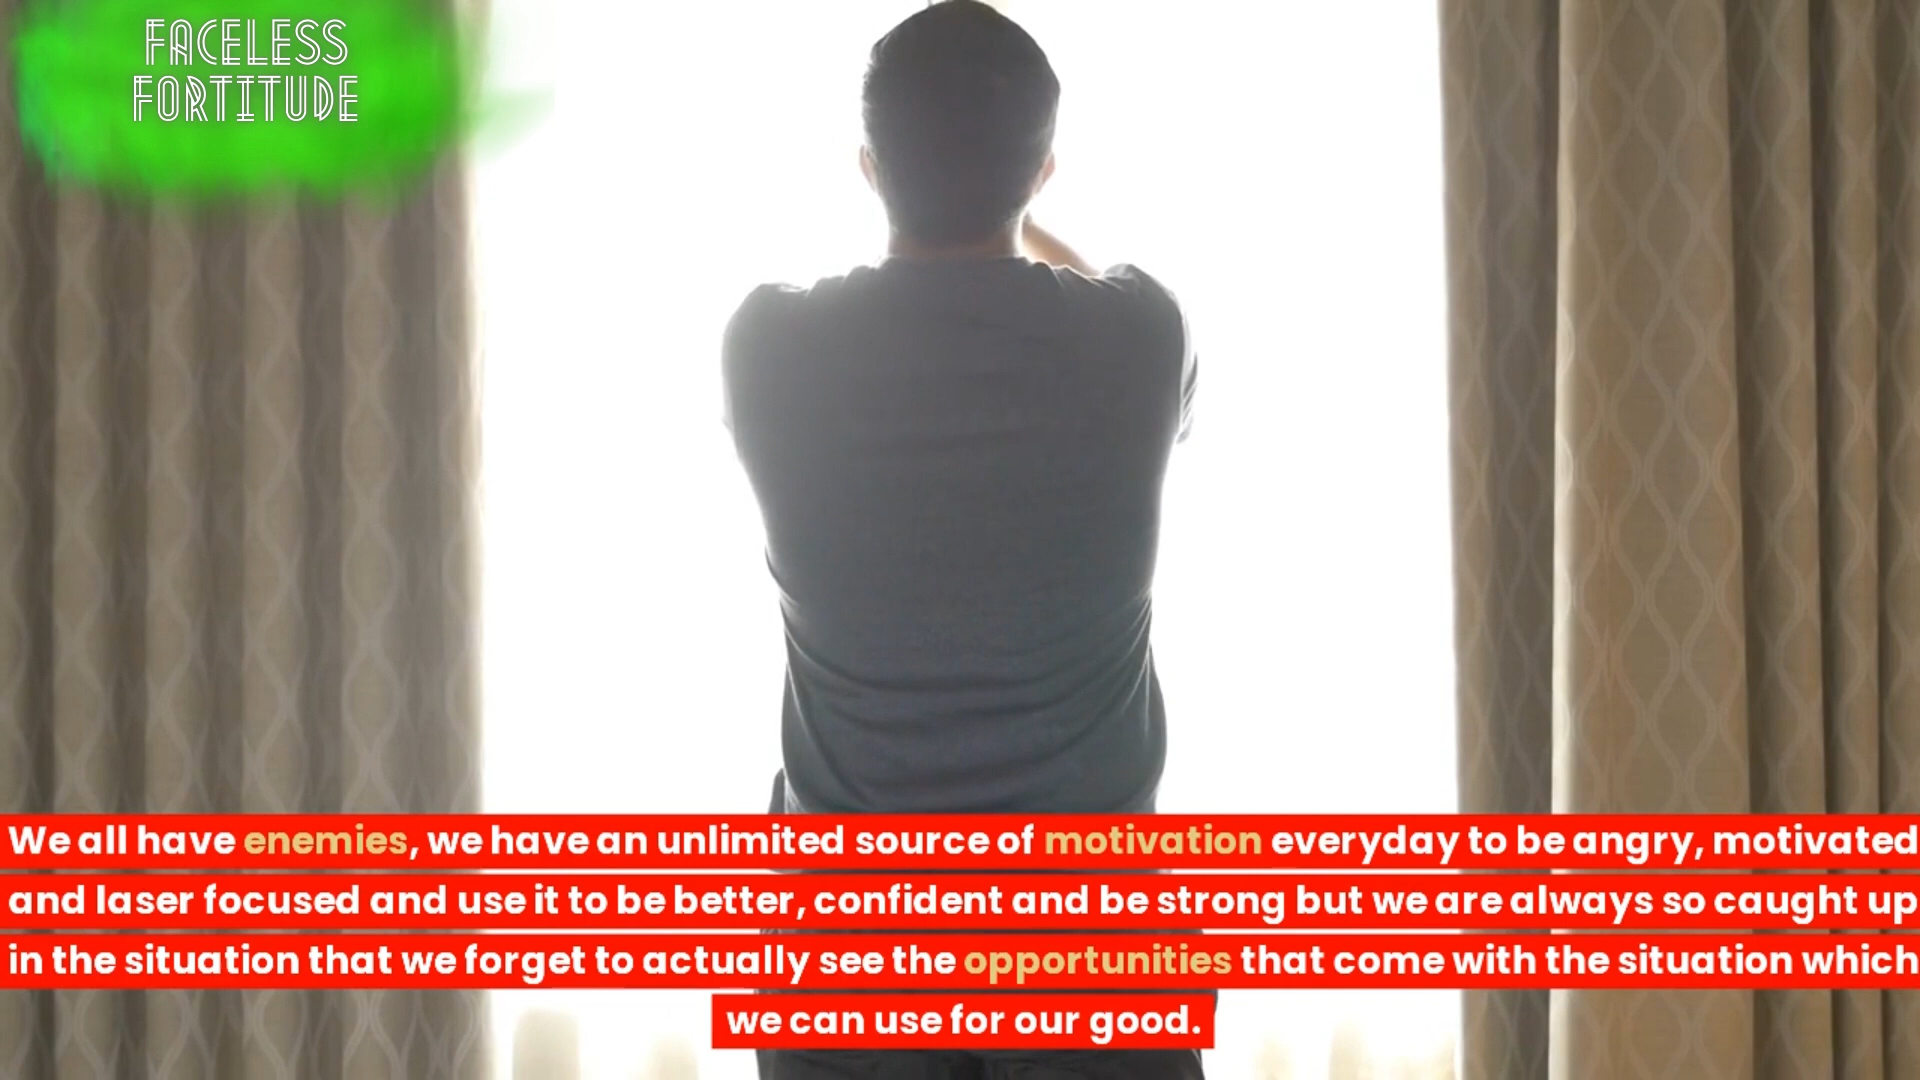 FACELESS
FORTITUDE
We all have enemies, we have an unlimited source of motivation everyday to be angry, motivated
and laser focused and use it to be better, confident and be strong but we are always so caught up
in the situation that we forget to actually see the opportunities that come with the situation which
we can use for our good.